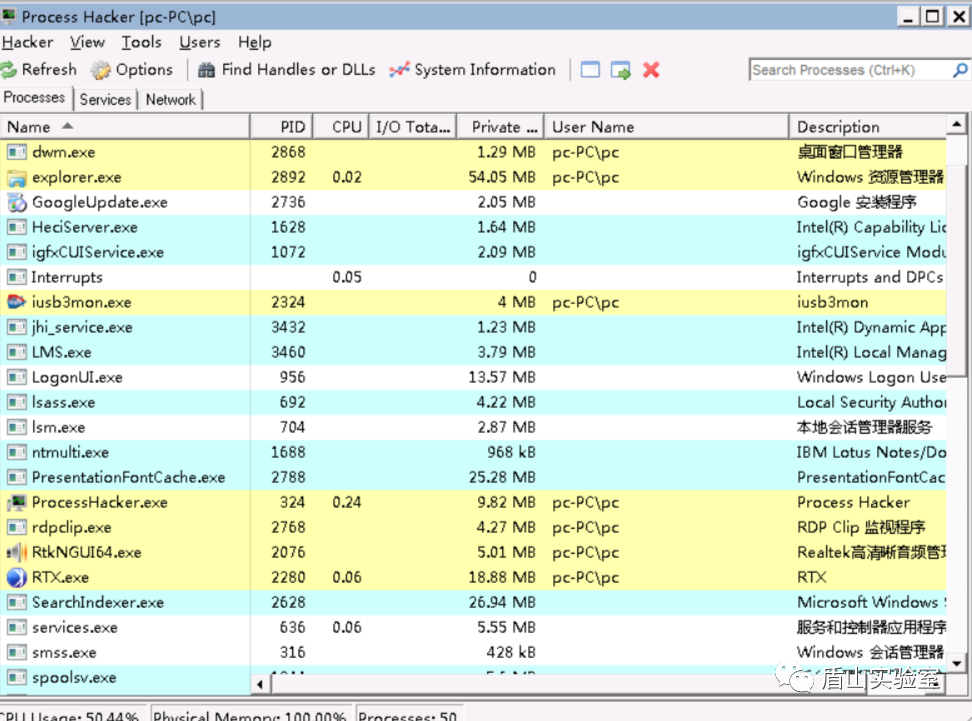 Process Hacker [pc-PC\pc]
Hacker View Tools Users Help
Refresh Options Find Handles or DLLs System Information Search Processes (Ctrl+K)
Processes Services Network
Name PID CPU I/O Tota... Private ... User Name Description
dwm.exe 2868 1.29 MB pc-PC\pc 桌面窗口管理器
explorer.exe 2892 0.02 54.05 MB pc-PC\pc Windows 资源管理器
GoogleUpdate.exe 2736 2.05 MB Google 安装程序
HeciServer.exe 1628 1.64 MB Intel(R) Capability Lic
igfxCUIService.exe 1072 2.09 MB igfxCUIService Modu
Interrupts 0.05 0 Interrupts and DPCs
iusb3mon.exe 2324 4 MB pc-PC\pc iusb3mon
jhi_service.exe 3432 1.23 MB Intel(R) Dynamic App
LMS.exe 3460 3.79 MB Intel(R) Local Manag
LogonUI.exe 956 13.57 MB Windows Logon Use
lsass.exe 692 4.22 MB Local Security Author
lsm.exe 704 2.87 MB 本地会话管理器服务
ntmulti.exe 1688 968 kB IBM Lotus Notes/Do
PresentationFontCache.exe 2788 25.28 MB PresentationFontCac
ProcessHacker.exe 324 0.24 9.82 MB pc-PC\pc Process Hacker
rdpclip.exe 2768 4.27 MB pc-PC\pc RDP Clip 监视程序
RtkNGUI64.exe 2076 5.01 MB pc-PC\pc Realtek高清晰音频管理
RTX.exe 2280 0.06 18.88 MB pc-PC\pc RTX
SearchIndexer.exe 2628 26.94 MB Microsoft Windows
services.exe 636 0.06 5.55 MB 服务和控制器应用程序
smss.exe 316 428 kB Windows 会话管理器
spoolsv.exe
盾山实验室
CPU Usage: 50.44% Physical Memory: 100.00% Processes: 50